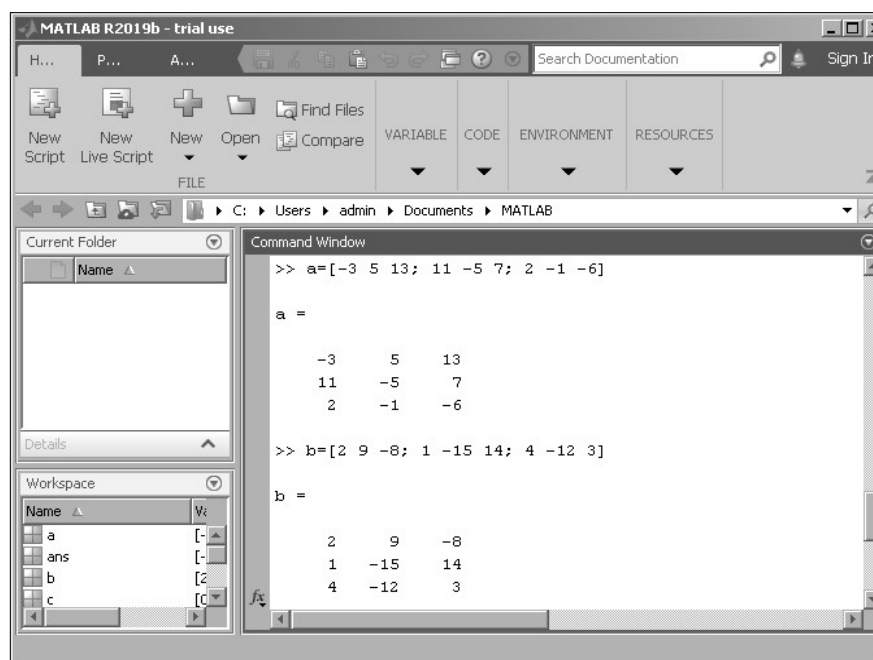 MATLAB R2019b - trial use
H... P... A... Search Documentation Sign In
New Script
New Live Script
New
Open
Find Files
Compare
FILE
VARIABLE
CODE
ENVIRONMENT
RESOURCES
C: Users admin Documents MATLAB
Current Folder
Name
Details
Workspace
Name
a [-
ans [-
b [2
c
Command Window
>> a=[-3 5 13; 11 -5 7; 2 -1 -6]
a =
-3 5 13
11 -5 7
2 -1 -6
>> b=[2 9 -8; 1 -15 14; 4 -12 3]
b =
2 9 -8
1 -15 14
4 -12 3
fx